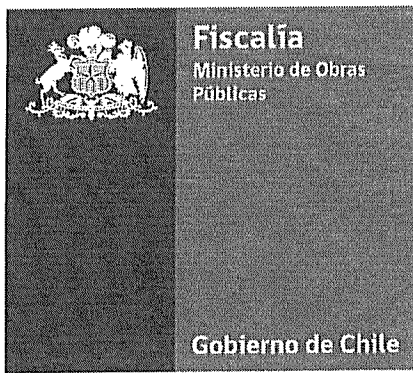 Fiscalía
Ministerio de Obras
Públicas
Gobierno de Chile